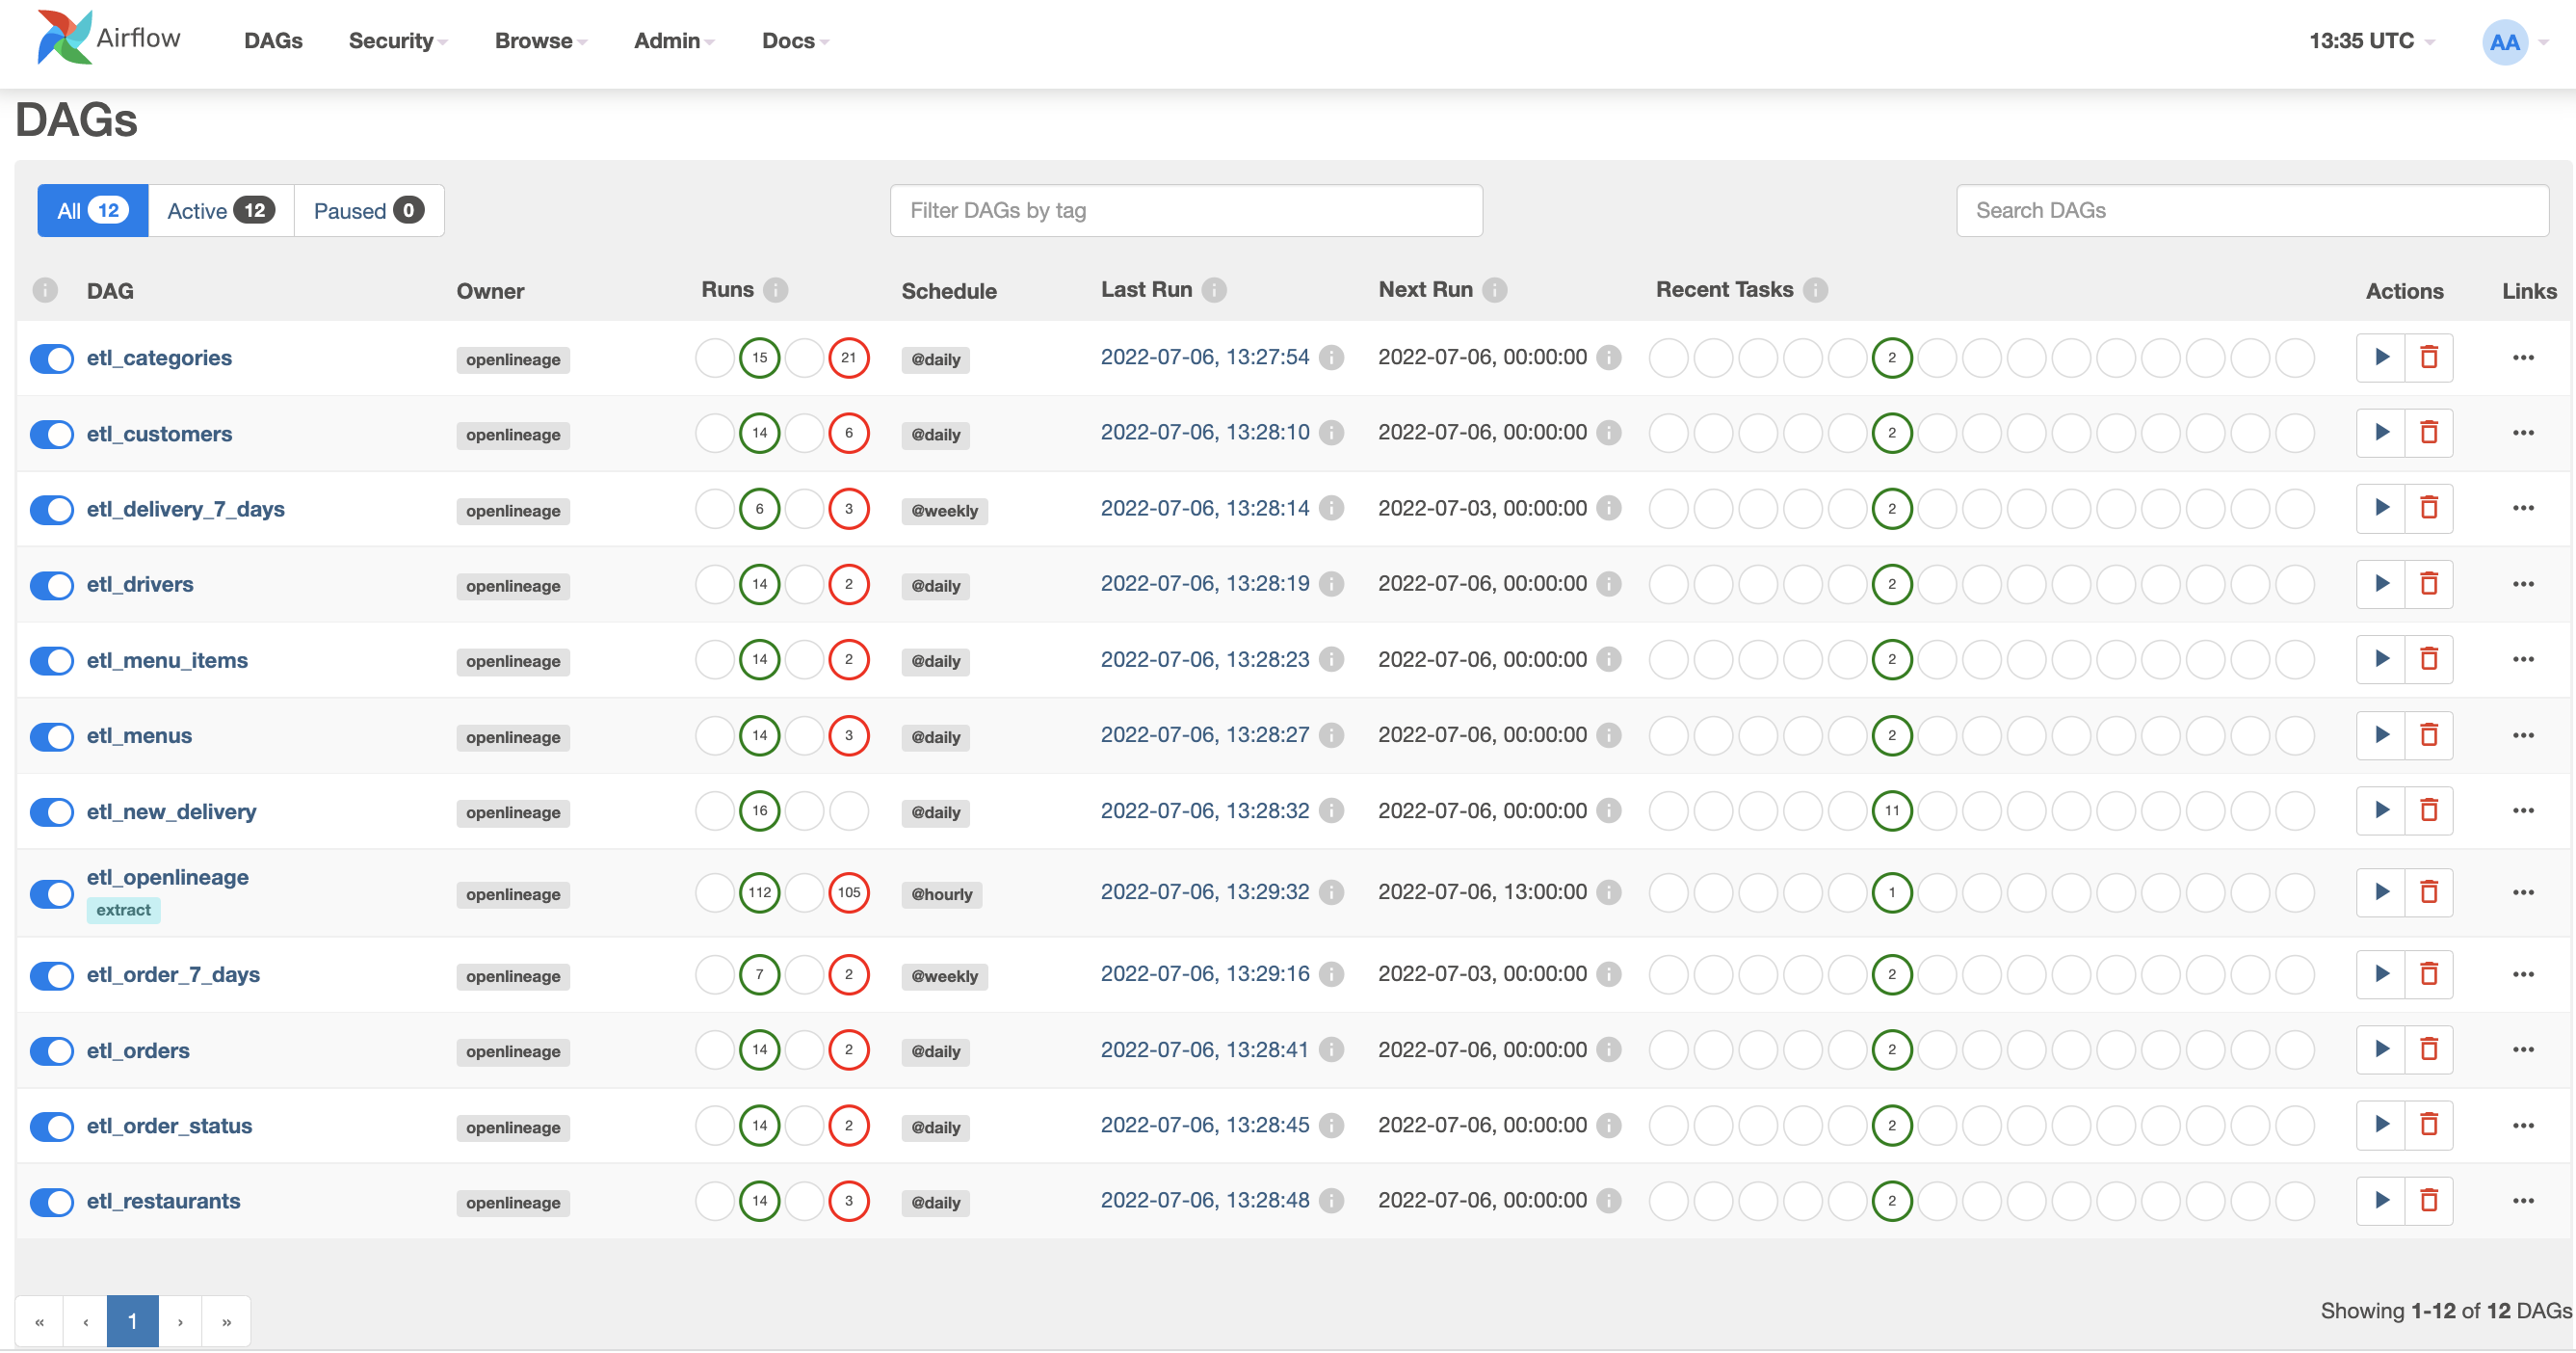 Airflow DAGs Security Browse Admin Docs 13:35 UTC AA
DAGs
All 12 Active 12 Paused 0 Filter DAGs by tag Search DAGs
DAG Owner Runs Schedule Last Run Next Run Recent Tasks Actions Links
etl_categories openlineage 15 21 @daily 2022-07-06, 13:27:54 2022-07-06, 00:00:00 2
etl_customers openlineage 14 6 @daily 2022-07-06, 13:28:10 2022-07-06, 00:00:00 2
etl_delivery_7_days openlineage 6 3 @weekly 2022-07-06, 13:28:14 2022-07-03, 00:00:00 2
etl_drivers openlineage 14 2 @daily 2022-07-06, 13:28:19 2022-07-06, 00:00:00 2
etl_menu_items openlineage 14 2 @daily 2022-07-06, 13:28:23 2022-07-06, 00:00:00 2
etl_menus openlineage 14 3 @daily 2022-07-06, 13:28:27 2022-07-06, 00:00:00 2
etl_new_delivery openlineage 16 @daily 2022-07-06, 13:28:32 2022-07-06, 00:00:00 11
etl_openlineage openlineage 112 105 @hourly 2022-07-06, 13:29:32 2022-07-06, 13:00:00 1
extract
etl_order_7_days openlineage 7 2 @weekly 2022-07-06, 13:29:16 2022-07-03, 00:00:00 2
etl_orders openlineage 14 2 @daily 2022-07-06, 13:28:41 2022-07-06, 00:00:00 2
etl_order_status openlineage 14 2 @daily 2022-07-06, 13:28:45 2022-07-06, 00:00:00 2
etl_restaurants openlineage 14 3 @daily 2022-07-06, 13:28:48 2022-07-06, 00:00:00 2
« ‹ 1 › » Showing 1-12 of 12 DAGs